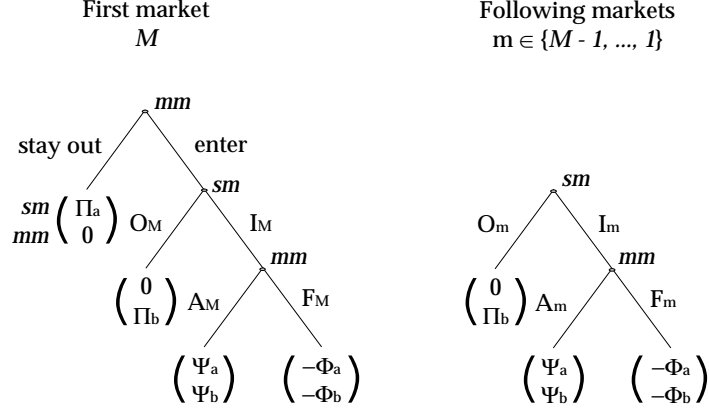 First market
M
Following markets
m ∈ {M - 1, ..., 1}
mm
stay out
enter
sm
sm
sm
mm
( Πa
0 )
OM
IM
Om
Im
mm
mm
( 0
Πb )
AM
FM
( 0
Πb )
Am
Fm
( Ψa
Ψb )
( −Φa
−Φb )
( Ψa
Ψb )
( −Φa
−Φb )